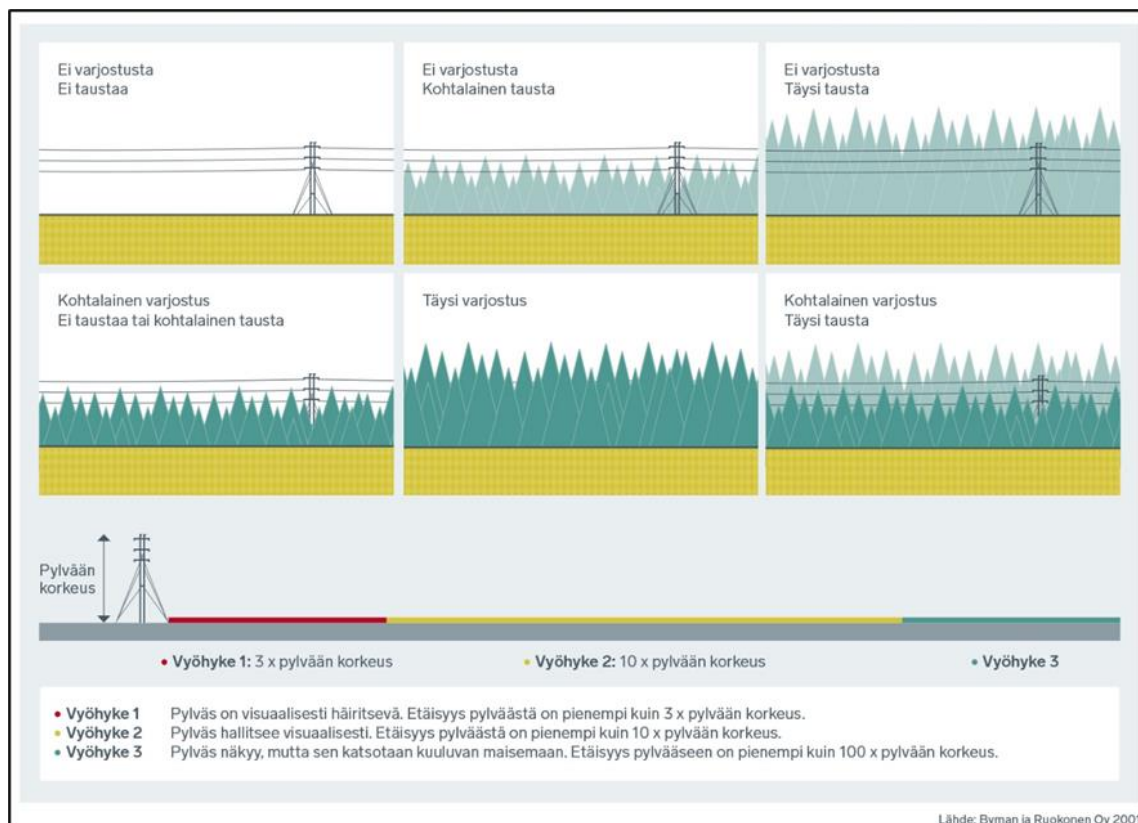 Ei varjostusta
Ei taustaa
Ei varjostusta
Kohtalainen tausta
Ei varjostusta
Täysi tausta
Kohtalainen varjostus
Ei taustaa tai kohtalainen tausta
Täysi varjostus
Kohtalainen varjostus
Täysi tausta
Pylvään
korkeus
• Vyöhyke 1: 3 x pylvään korkeus
• Vyöhyke 2: 10 x pylvään korkeus
• Vyöhyke 3
• Vyöhyke 1 Pylväs on visuaalisesti häiritsevä. Etäisyys pylväästä on pienempi kuin 3 x pylvään korkeus.
• Vyöhyke 2 Pylväs hallitsee visuaalisesti. Etäisyys pylväästä on pienempi kuin 10 x pylvään korkeus.
• Vyöhyke 3 Pylväs näkyy, mutta sen katsotaan kuuluvan maisemaan. Etäisyys pylvääseen on pienempi kuin 100 x pylvään korkeus.
Lähde: Byman ja Ruokonen Oy 2001